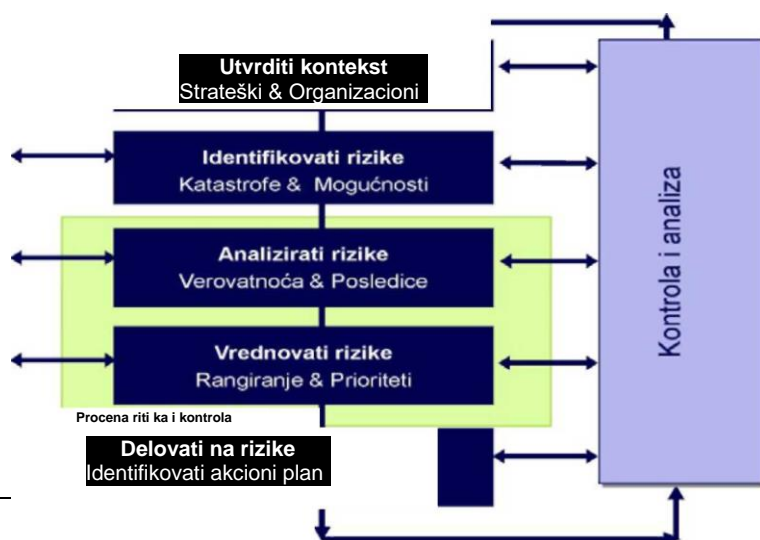 Utvrditi kontekst
Strateški & Organizacioni
Identifikovati rizike
Katastrofe & Mogućnosti
Analizirati rizike
Verovatnoća & Posledice
Vrednovati rizike
Rangiranje & Prioriteti
Procena riti ka i kontrola
Delovati na rizike
Identifikovati akcioni plan
Kontrola i analiza